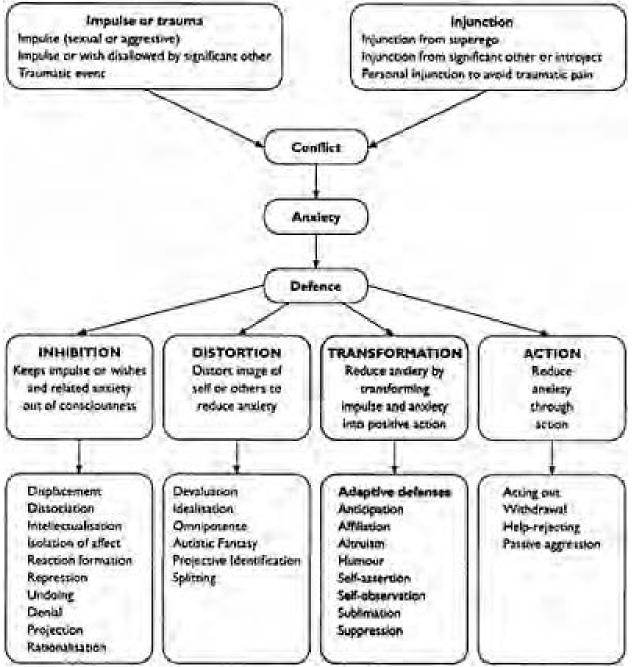 Impulse or trauma
Impulse (sexual or aggressive)
Impulse or wish disallowed by significant other
Traumatic event
Injunction
Injunction from superego
Injunction from significant other or introject
Personal injunction to avoid traumatic pain
Conflict
Anxiety
Defence
INHIBITION
Keeps impulse or wishes
and related anxiety
out of consciousness
DISTORTION
Distort image of
self or others to
reduce anxiety
TRANSFORMATION
Reduce anxiety by
transforming
impulse and anxiety
into positive action
ACTION
Reduce
anxiety
through
action
Displacement
Dissociation
Intellectualisation
Isolation of affect
Reaction formation
Repression
Undoing
Denial
Projection
Rationalisation
Devaluation
Idealisation
Omnipotense
Autistic Fantasy
Projective Identification
Splitting
Adaptive defenses
Anticipation
Affiliation
Altruism
Humour
Self-assertion
Self-observation
Sublimation
Suppression
Acting out
Withdrawal
Help-rejecting
Passive aggression